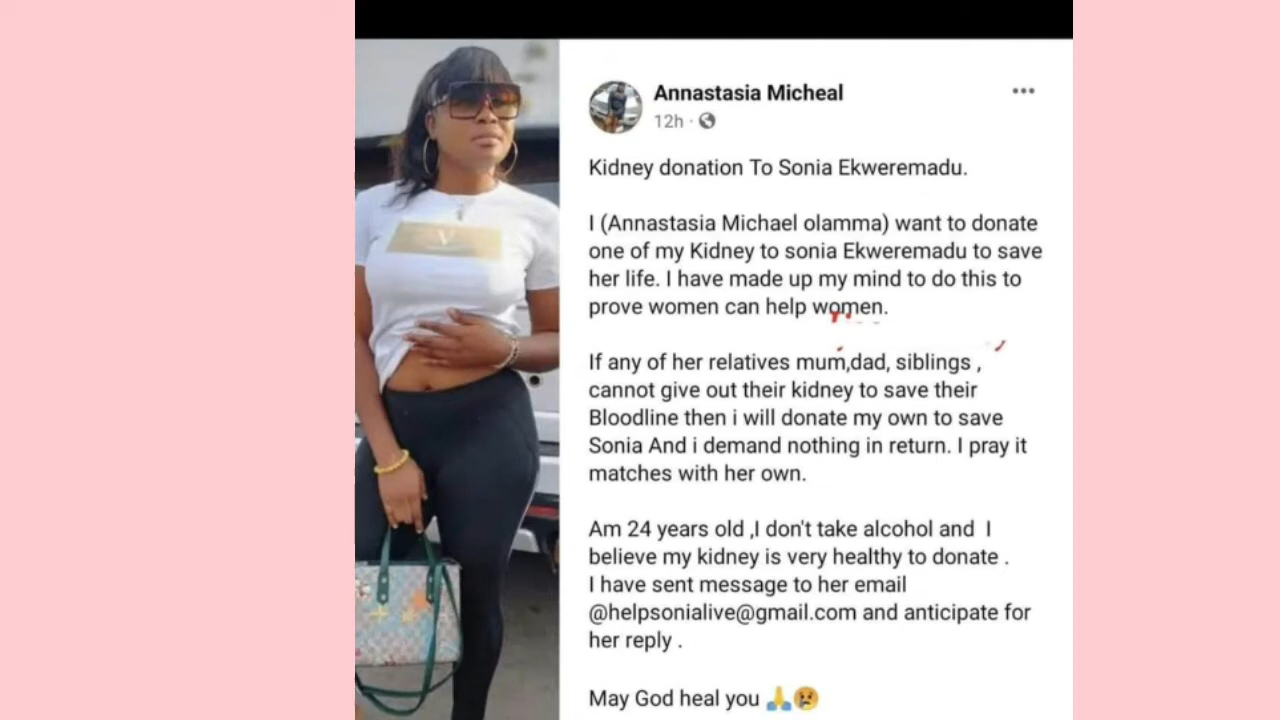 Annastasia Micheal
12h ·
Kidney donation To Sonia Ekweremadu.
I (Annastasia Michael olamma) want to donate
one of my Kidney to sonia Ekweremadu to save
her life. I have made up my mind to do this to
prove women can help women.
If any of her relatives mum,dad, siblings ,
cannot give out their kidney to save their
Bloodline then i will donate my own to save
Sonia And i demand nothing in return. I pray it
matches with her own.
Am 24 years old ,I don't take alcohol and I
believe my kidney is very healthy to donate .
I have sent message to her email
@helpsonialive@gmail.com and anticipate for
her reply .
May God heal you 🙏😢
V